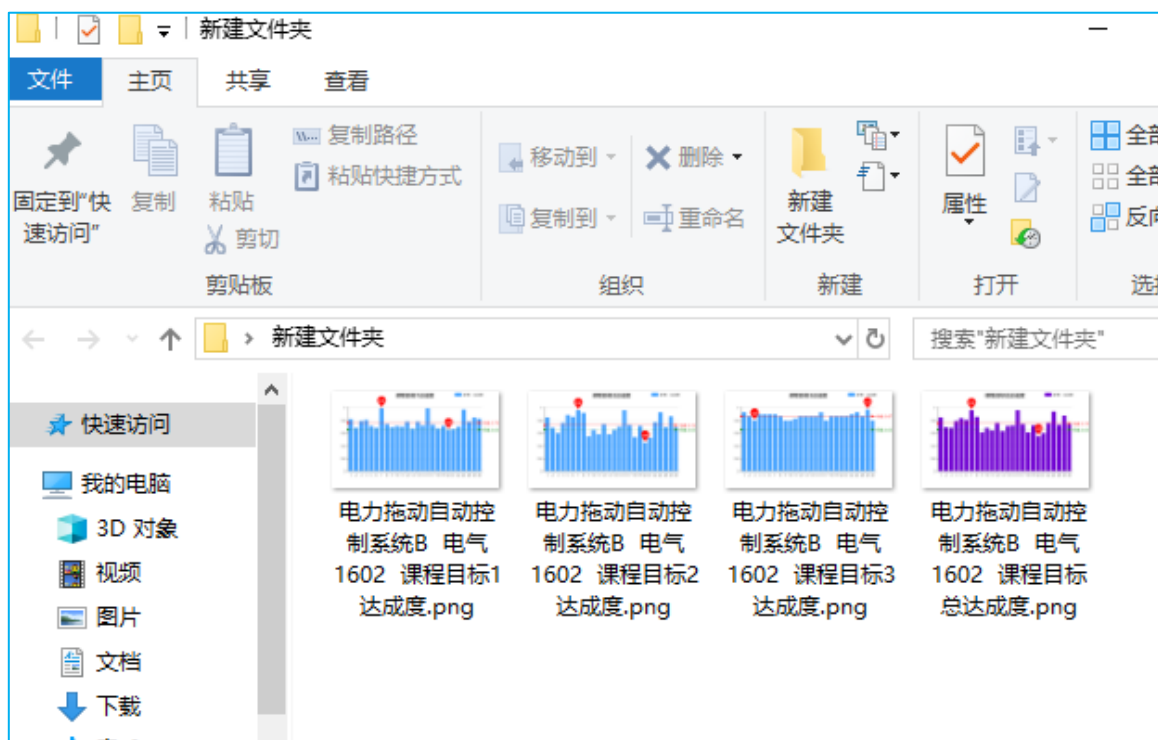 新建文件夹
文件 主页 共享 查看
固定到"快
速访问"
复制
粘贴
复制路径
粘贴快捷方式
剪切
剪贴板
移动到
复制到
删除
重命名
组织
新建
文件夹
新建
属性
打开
全部
全部
反向
选择
新建文件夹
搜索"新建文件夹"
快速访问
我的电脑
3D 对象
视频
图片
文档
下载
电力拖动自动控
制系统B 电气
1602 课程目标1
达成度.png
电力拖动自动控
制系统B 电气
1602 课程目标2
达成度.png
电力拖动自动控
制系统B 电气
1602 课程目标3
达成度.png
电力拖动自动控
制系统B 电气
1602 课程目标
总达成度.png